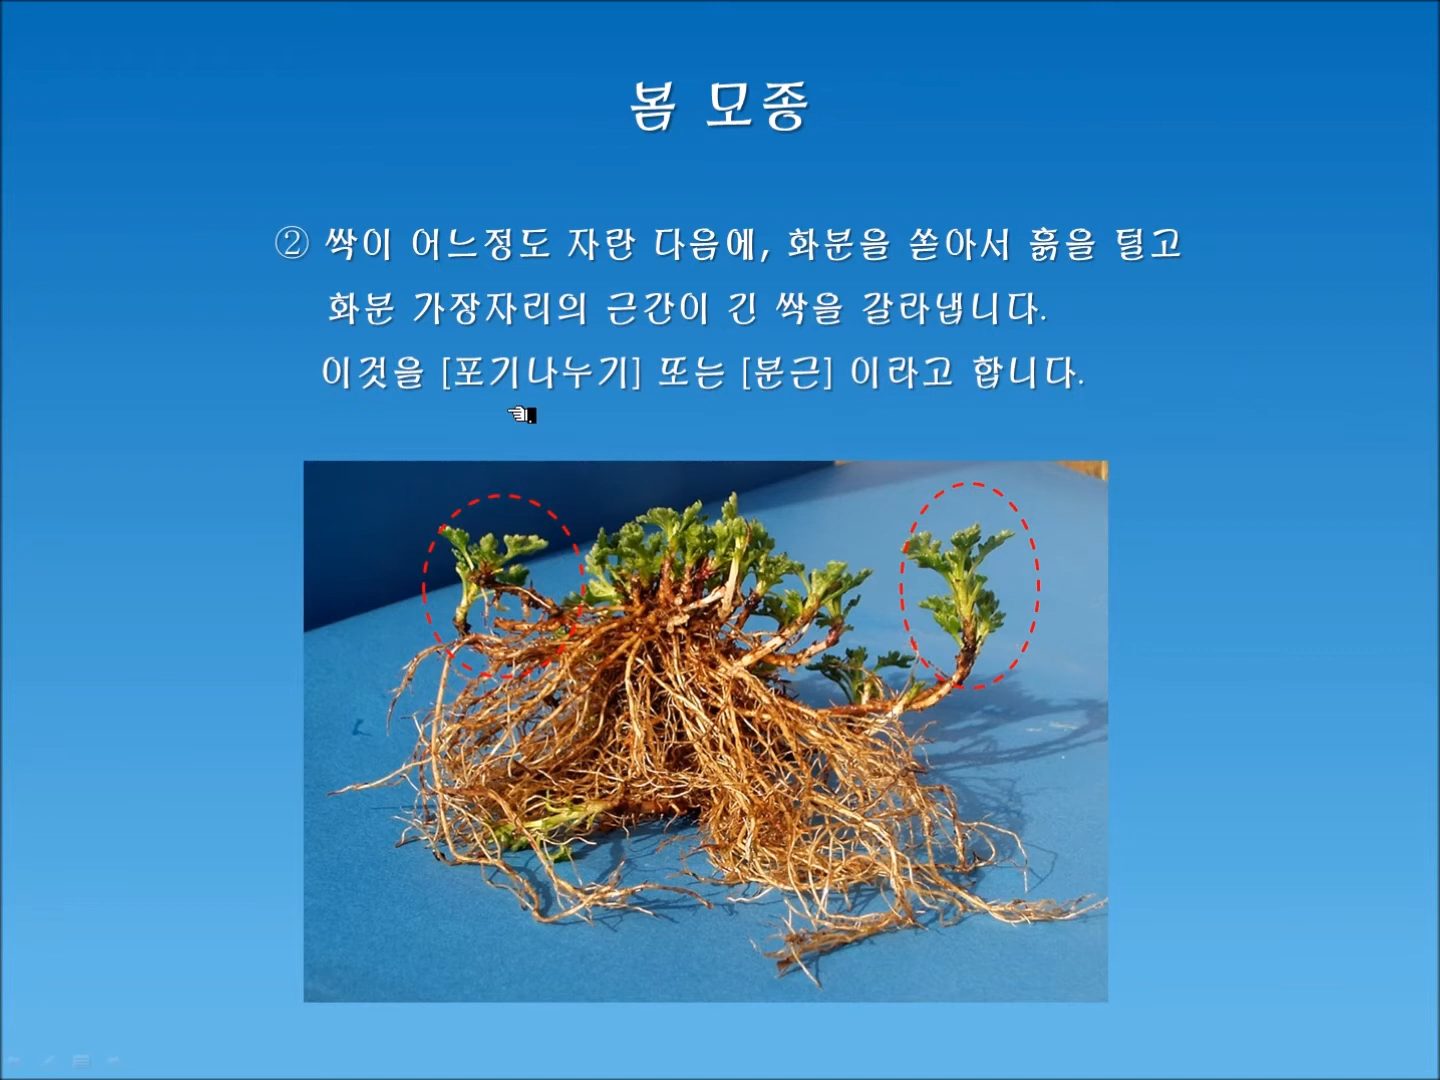 봄 모종
② 싹이 어느정도 자란 다음에, 화분을 쏟아서 흙을 털고
화분 가장자리의 근간이 긴 싹을 갈라냅니다.
이것을 [포기나누기] 또는 [분근] 이라고 합니다.